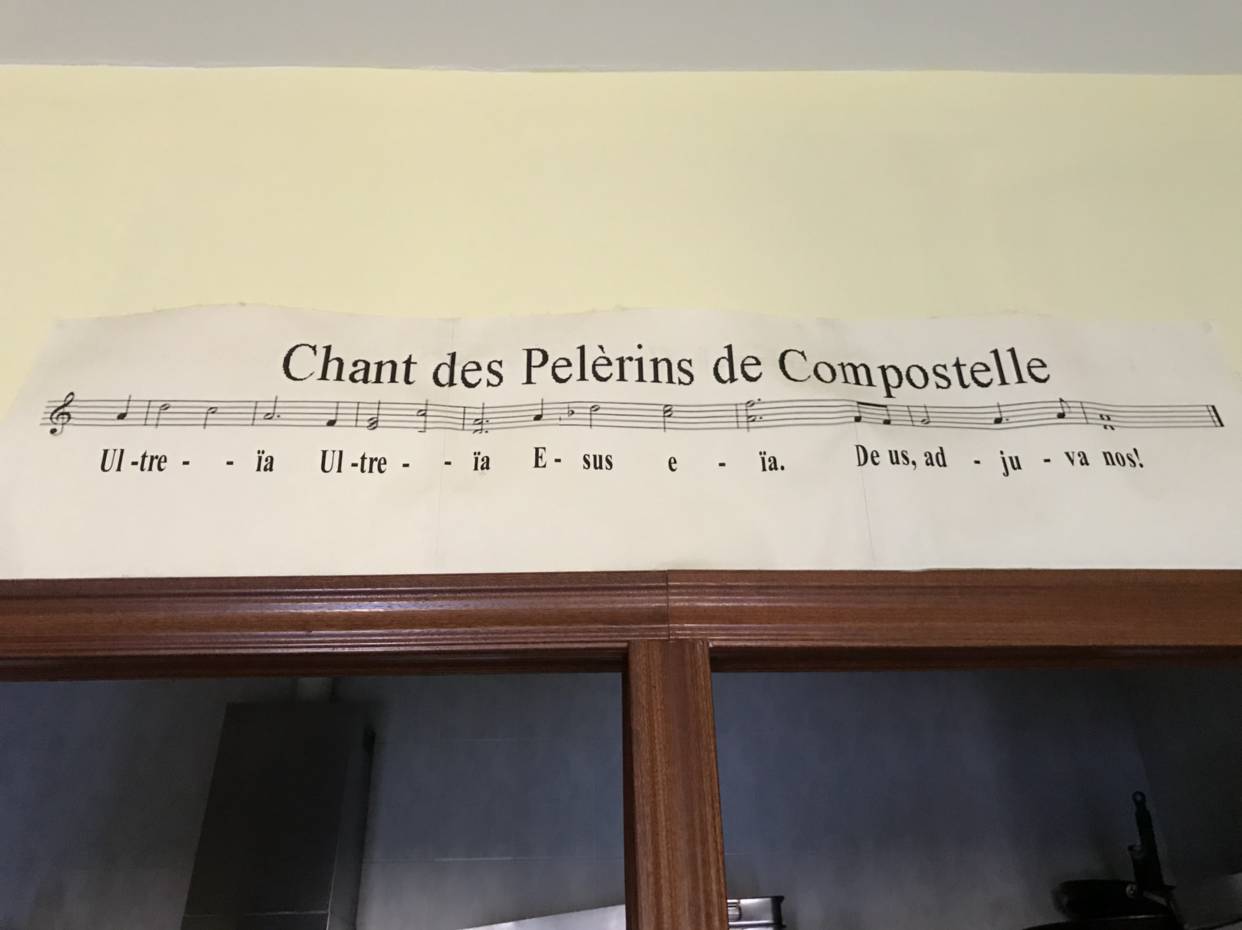 Chant des Pelèrins de Compostelle
Ul -tre - - ïa Ul -tre - - ïa E - sus e - ïa. De us, ad - ju - va nos!